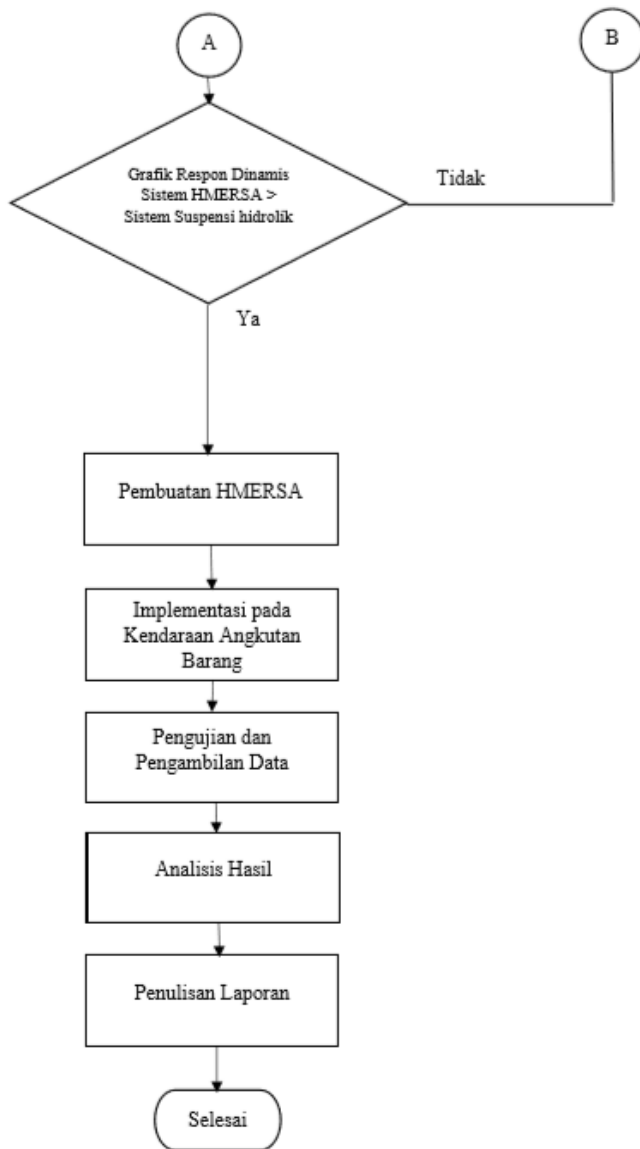 A
B
Grafik Respon Dinamis
Sistem HMERSA >
Sistem Suspensi hidrolik
Tidak
Ya
Pembuatan HMERSA
Implementasi pada
Kendaraan Angkutan
Barang
Pengujian dan
Pengambilan Data
Analisis Hasil
Penulisan Laporan
Selesai